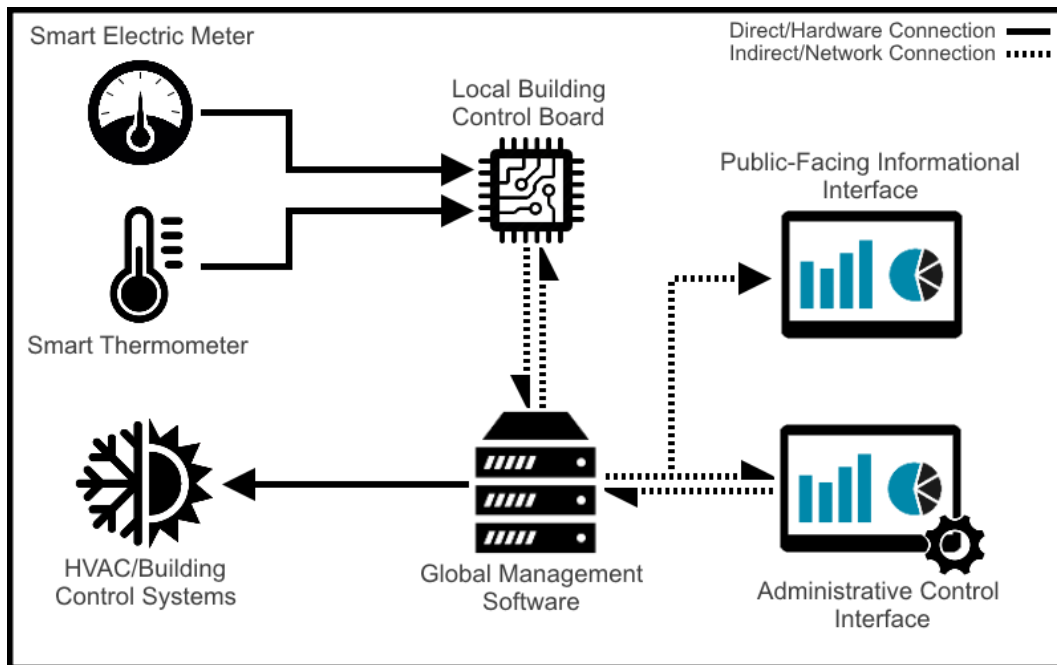 Smart Electric Meter
Direct/Hardware Connection
Indirect/Network Connection
Local Building
Control Board
Public-Facing Informational
Interface
Smart Thermometer
HVAC/Building
Control Systems
Global Management
Software
Administrative Control
Interface